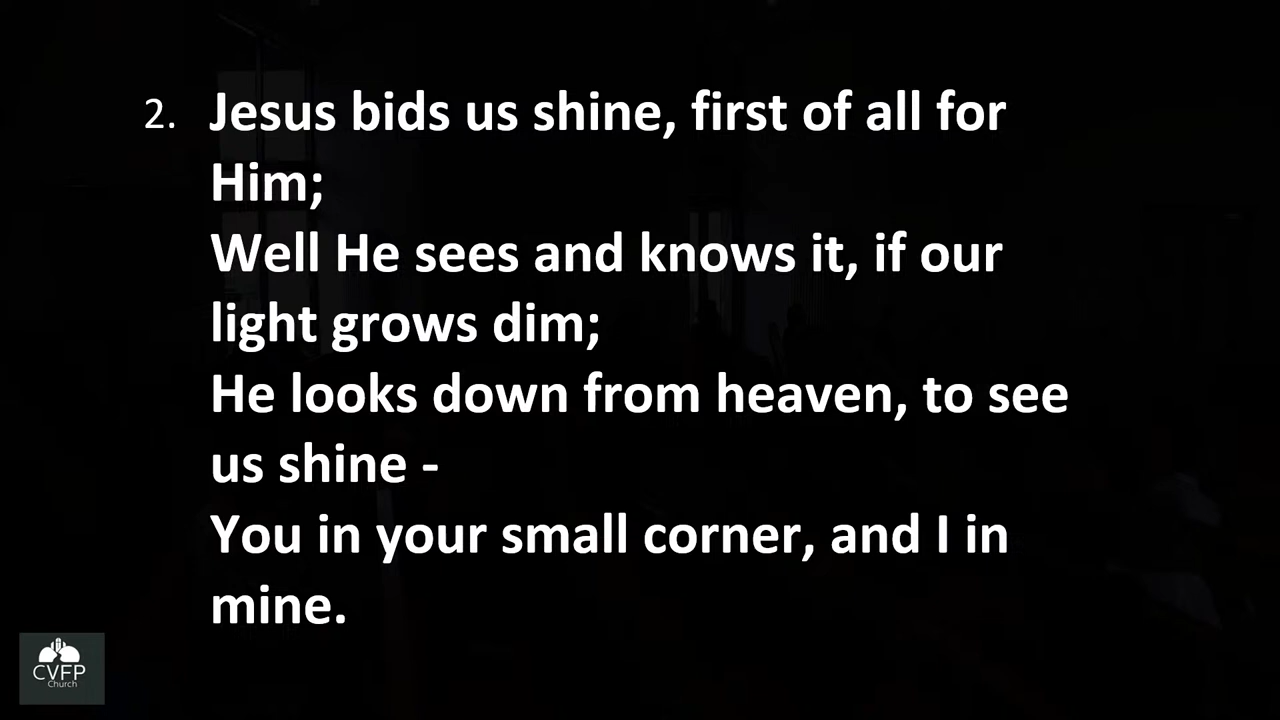 2. Jesus bids us shine, first of all for
Him;
Well He sees and knows it, if our
light grows dim;
He looks down from heaven, to see
us shine -
You in your small corner, and I in
mine.
CVFP
Church